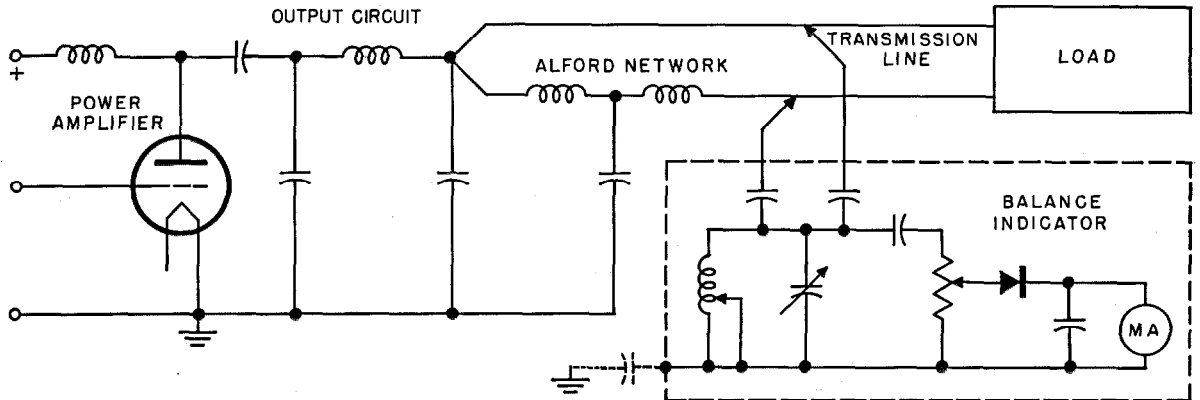 OUTPUT CIRCUIT
+
POWER
AMPLIFIER
ALFORD NETWORK
TRANSMISSION
LINE
LOAD
BALANCE
INDICATOR
MA